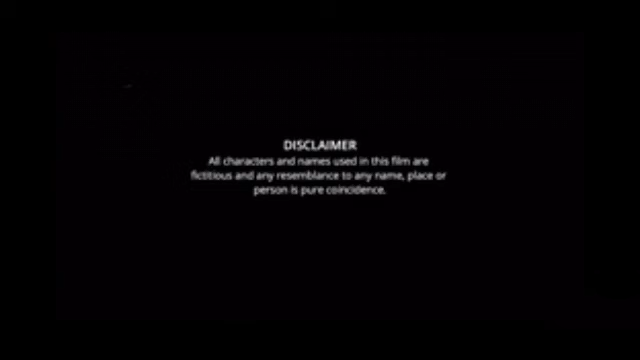 DISCLAIMER
All characters and names used in this film are
fictitious and any resemblance to any name, place or
person is pure coincidence.